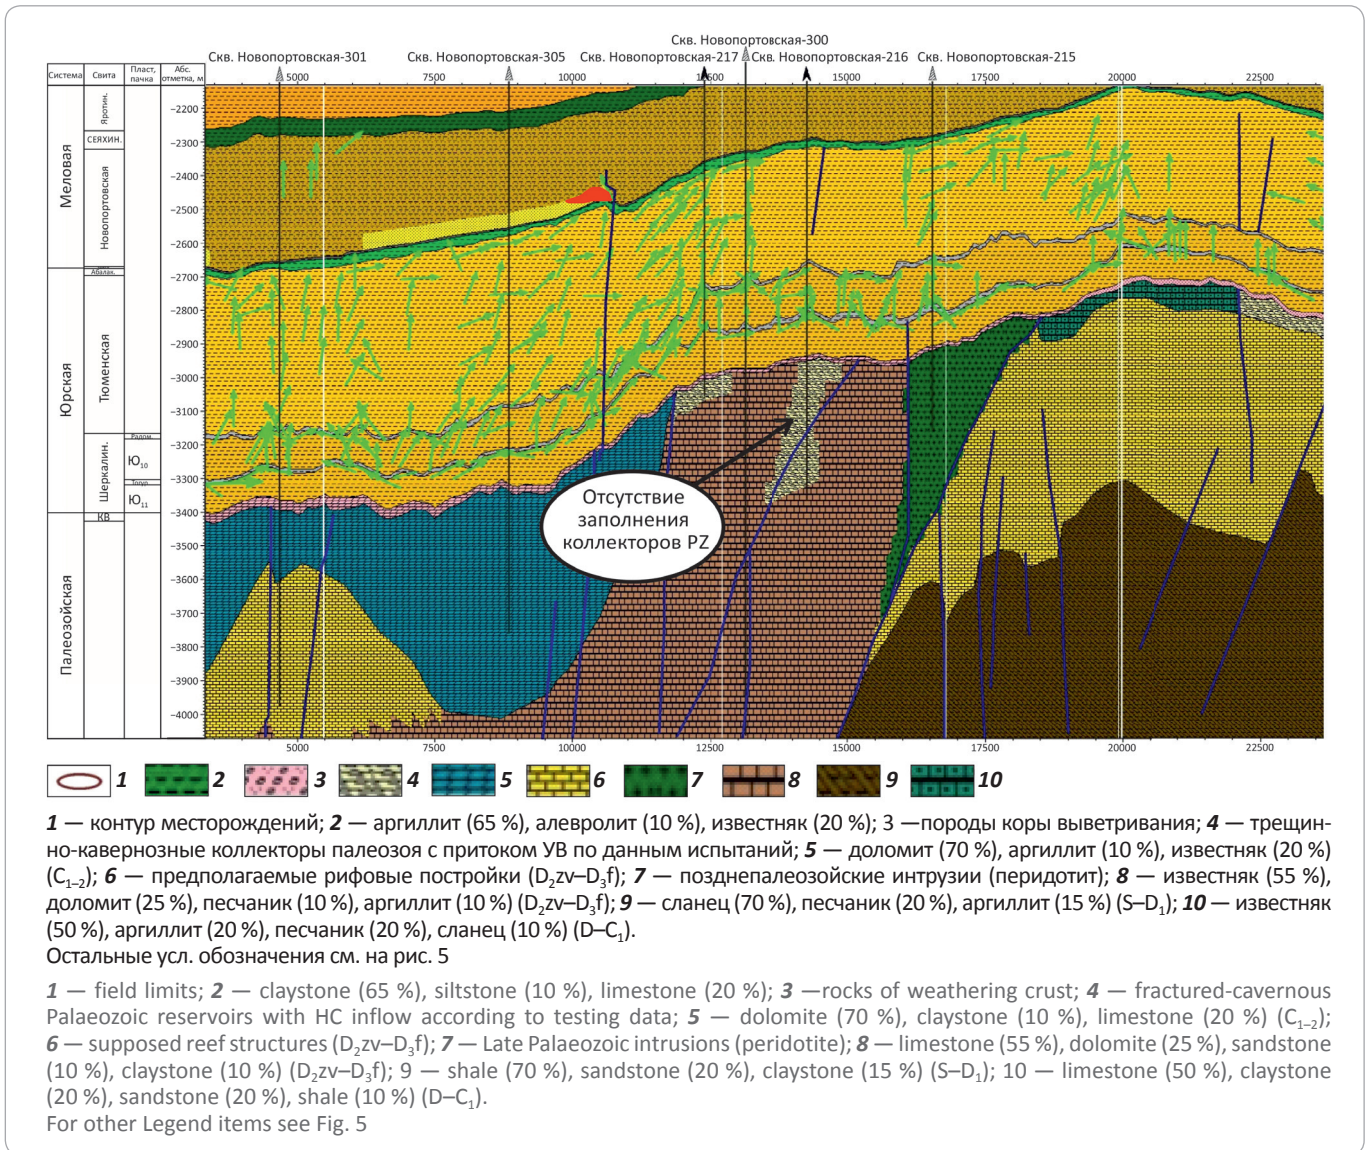 Скв. Новопортовская-300
Скв. Новопортовская-301
Скв. Новопортовская-305
Скв. Новопортовская-217
Скв. Новопортовская-216
Скв. Новопортовская-215
Система
Свита
Пласт,
пачка
Абс.
отметка, м
5000
7500
10000
12500
15000
17500
20000
22500
Меловая
Юрская
Палеозойская
Яротин.
СЕЯХИН.
Новопортовская
Абалак.
Тюменская
Шеркалин.
КВ
Радом.
Ю10
Тогур.
Ю11
−2200
−2300
−2400
−2500
−2600
−2700
−2800
−2900
−3000
−3100
−3200
−3300
−3400
−3500
−3600
−3700
−3800
−3900
−4000
Отсутствие
заполнения
коллекторов PZ
5000
7500
10000
12500
15000
17500
20000
22500
1
2
3
4
5
6
7
8
9
10
1 — контур месторождений; 2 — аргиллит (65 %), алевролит (10 %), известняк (20 %); 3 —породы коры выветривания; 4 — трещин-
но-кавернозные коллекторы палеозоя с притоком УВ по данным испытаний; 5 — доломит (70 %), аргиллит (10 %), известняк (20 %)
(C1–2); 6 — предполагаемые рифовые постройки (D2zv–D3f); 7 — позднепалеозойские интрузии (перидотит); 8 — известняк (55 %),
доломит (25 %), песчаник (10 %), аргиллит (10 %) (D2zv–D3f); 9 — сланец (70 %), песчаник (20 %), аргиллит (15 %) (S–D1); 10 — известняк
(50 %), аргиллит (20 %), песчаник (20 %), сланец (10 %) (D–C1).
Остальные усл. обозначения см. на рис. 5
1 — field limits; 2 — claystone (65 %), siltstone (10 %), limestone (20 %); 3 —rocks of weathering crust; 4 — fractured-cavernous
Palaeozoic reservoirs with HC inflow according to testing data; 5 — dolomite (70 %), claystone (10 %), limestone (20 %) (C1–2);
6 — supposed reef structures (D2zv–D3f); 7 — Late Palaeozoic intrusions (peridotite); 8 — limestone (55 %), dolomite (25 %), sandstone
(10 %), claystone (10 %) (D2zv–D3f); 9 — shale (70 %), sandstone (20 %), claystone (15 %) (S–D1); 10 — limestone (50 %), claystone
(20 %), sandstone (20 %), shale (10 %) (D–C1).
For other Legend items see Fig. 5